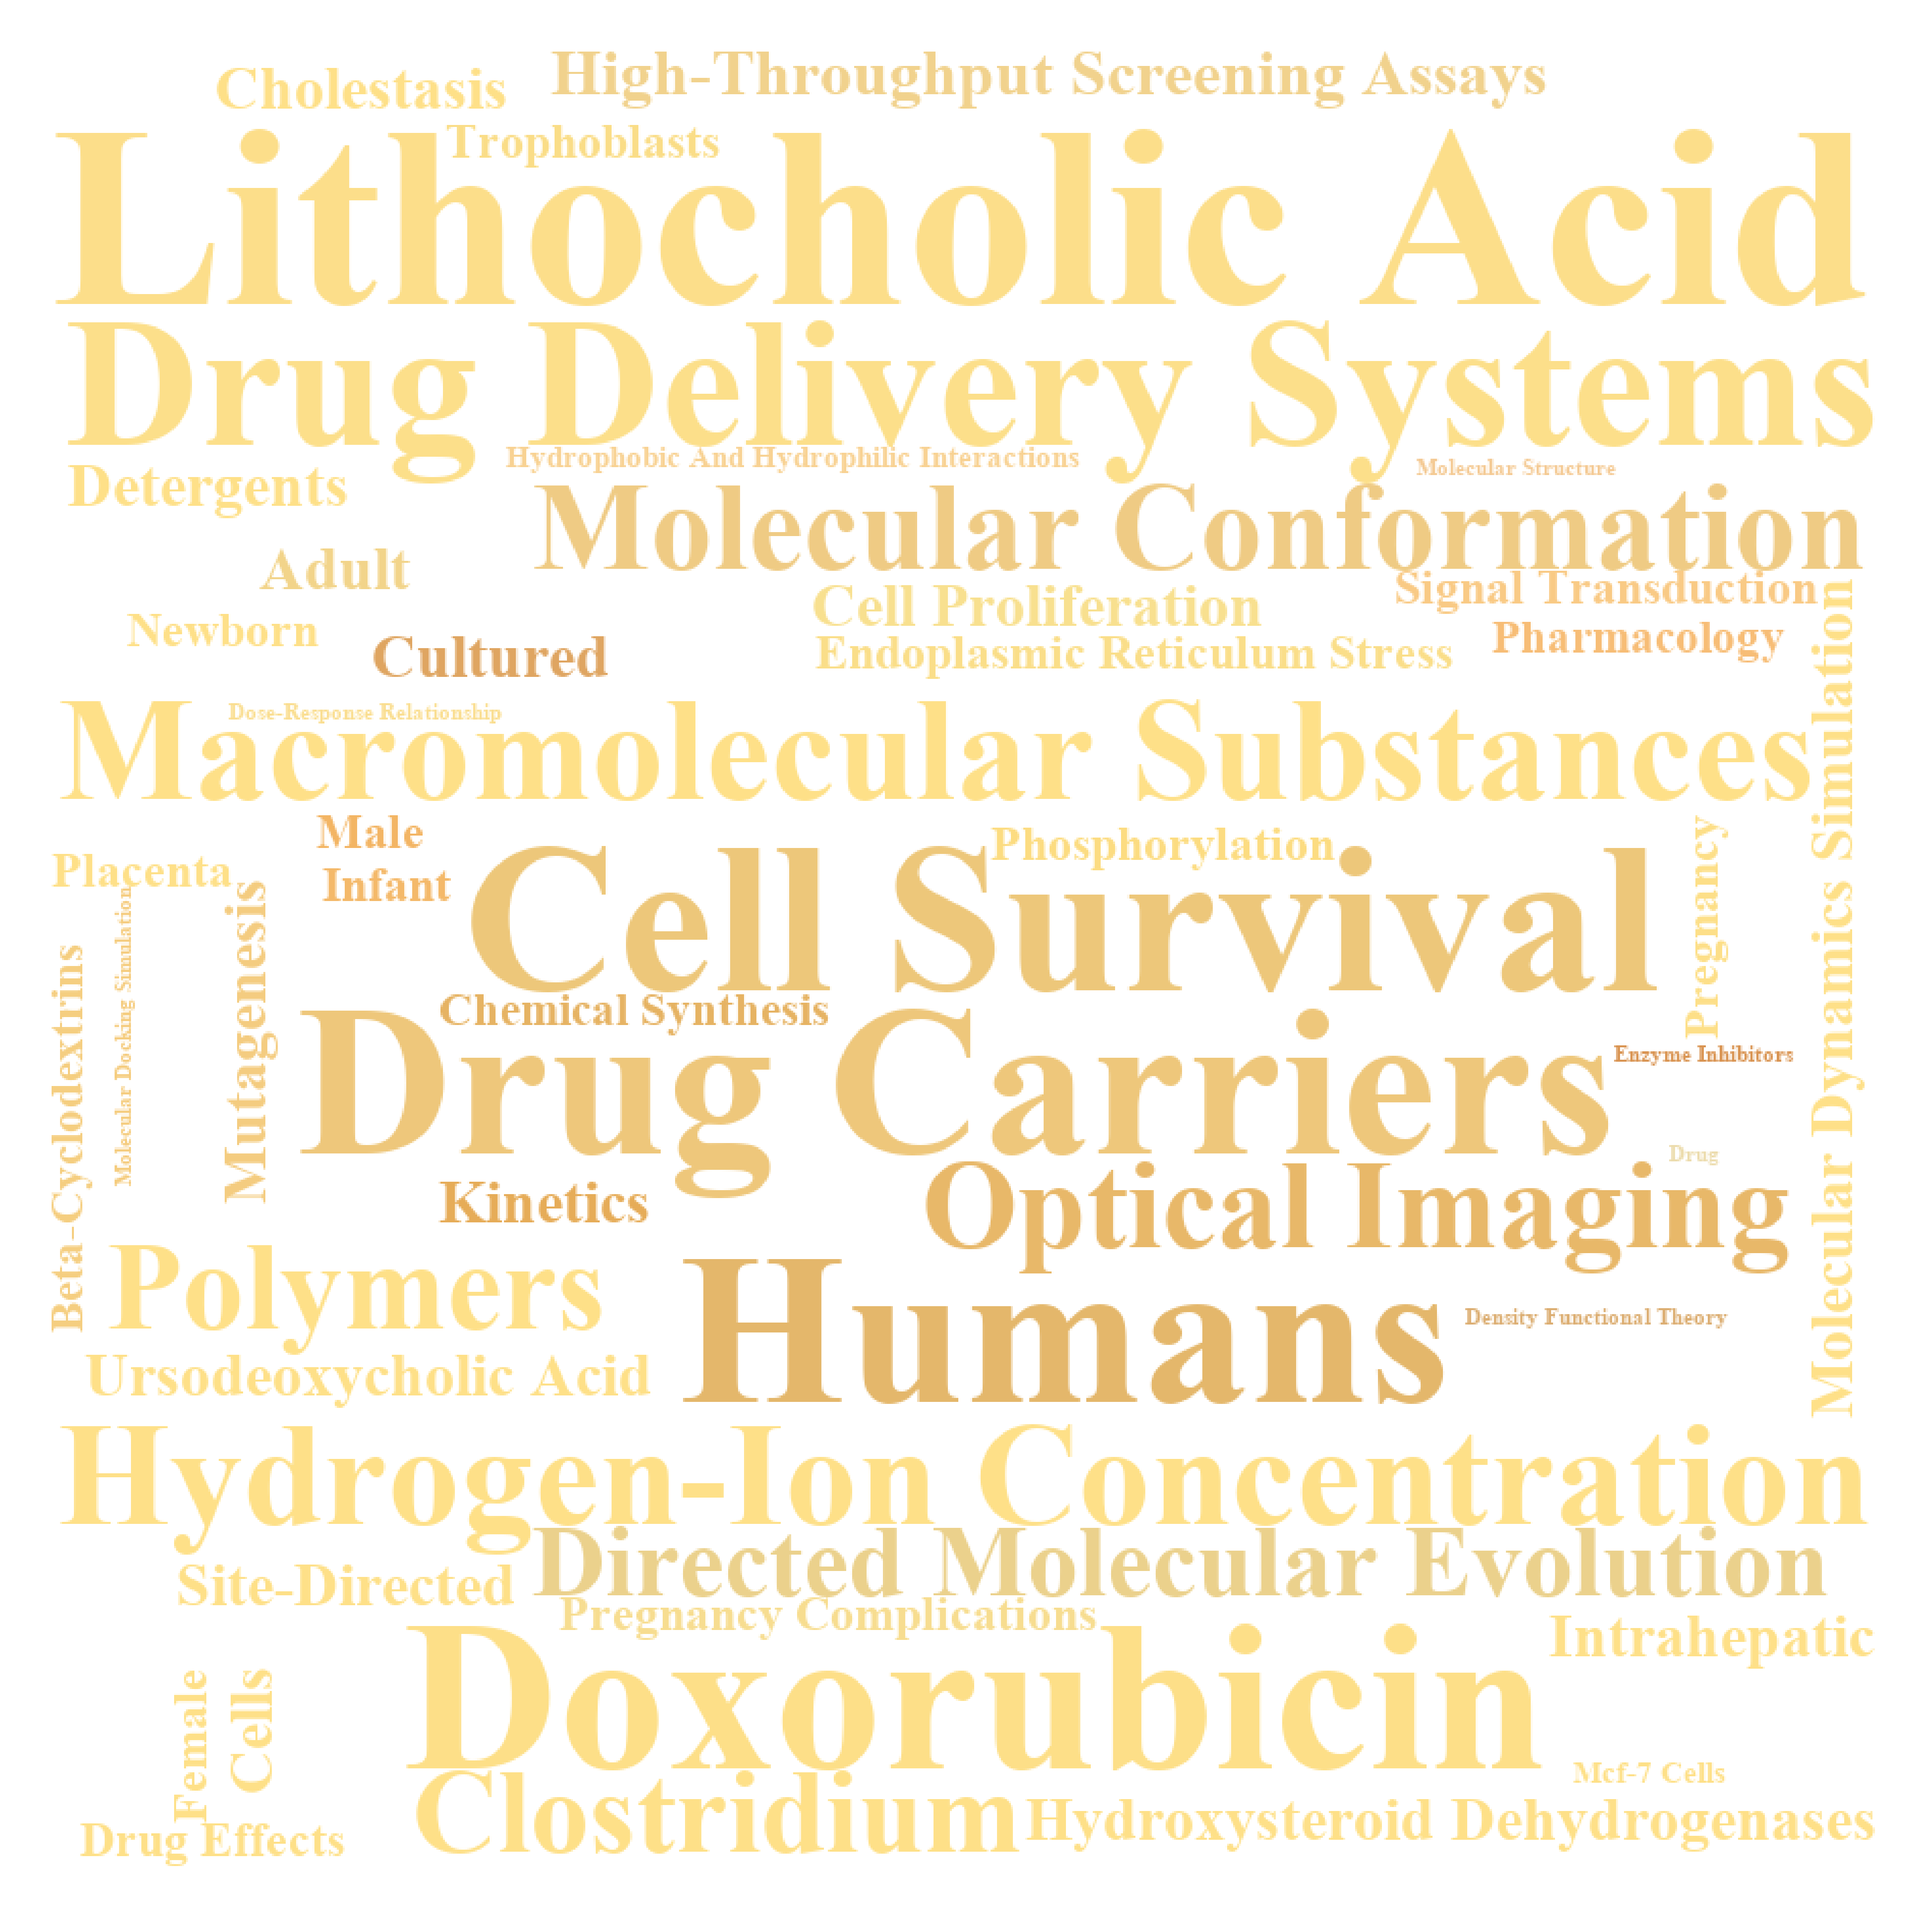 High-Throughput Screening Assays
Cholestasis
Trophoblasts
Lithocholic Acid
Drug Delivery Systems
Hydrophobic And Hydrophilic Interactions
Molecular Structure
Detergents
Molecular Conformation
Adult
Signal Transduction
Cell Proliferation
Newborn
Pharmacology
Cultured
Endoplasmic Reticulum Stress
Molecular Dynamics Simulation
Dose-Response Relationship
Macromolecular Substances
Male
Phosphorylation
Pregnancy
Placenta
Infant
Cell Survival
Molecular Docking Simulation
Mutagenesis
Beta-Cyclodextrins
Chemical Synthesis
Enzyme Inhibitors
Drug Carriers
Drug
Kinetics
Optical Imaging
Polymers
Humans
Density Functional Theory
Ursodeoxycholic Acid
Hydrogen-Ion Concentration
Directed Molecular Evolution
Site-Directed
Pregnancy Complications
Intrahepatic
Doxorubicin
Female
Cells
Mcf-7 Cells
Clostridium
Hydroxysteroid Dehydrogenases
Drug Effects